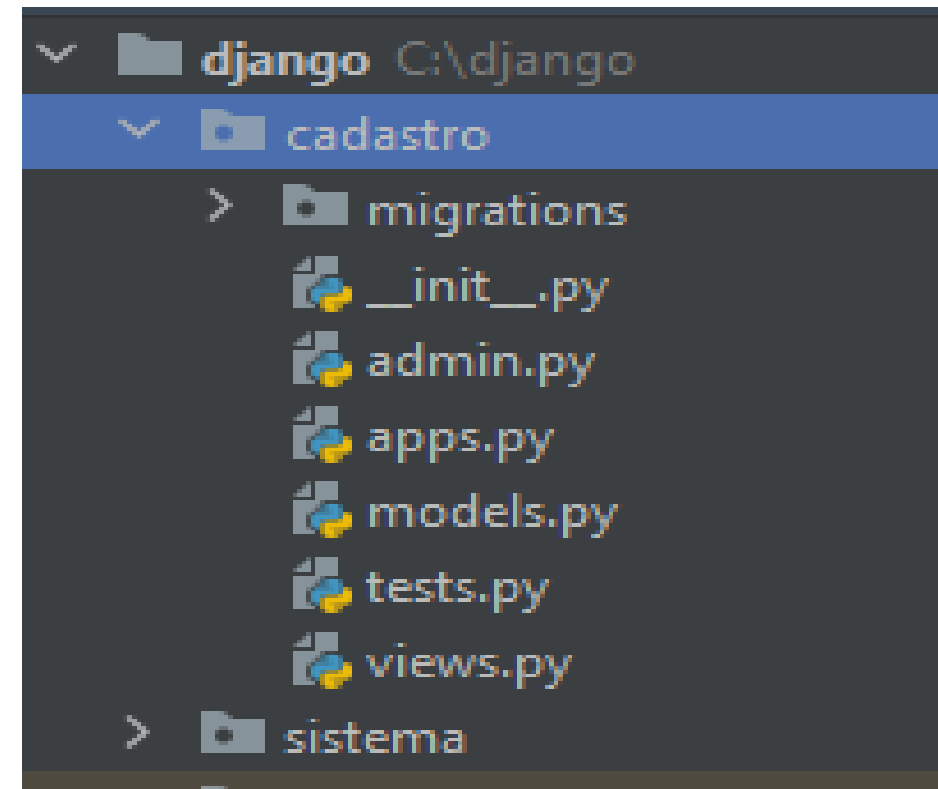 django C:\django
cadastro
migrations
__init__.py
admin.py
apps.py
models.py
tests.py
views.py
sistema